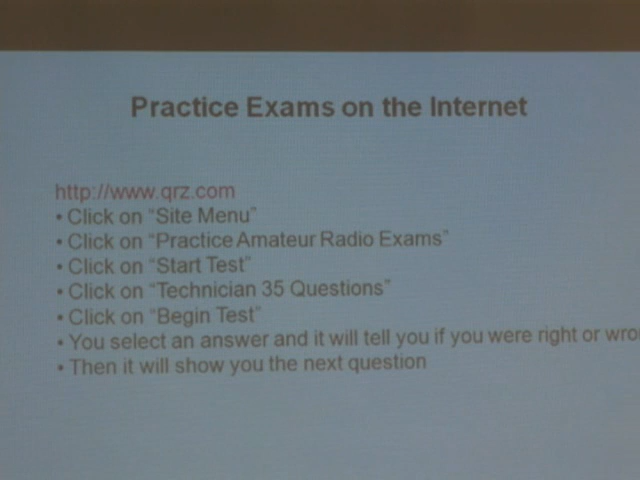 Practice Exams on the Internet
http://www.qrz.com
• Click on “Site Menu”
• Click on “Practice Amateur Radio Exams”
• Click on “Start Test”
• Click on “Technician 35 Questions”
• Click on “Begin Test”
• You select an answer and it will tell you if you were right or
• Then it will show you the next question